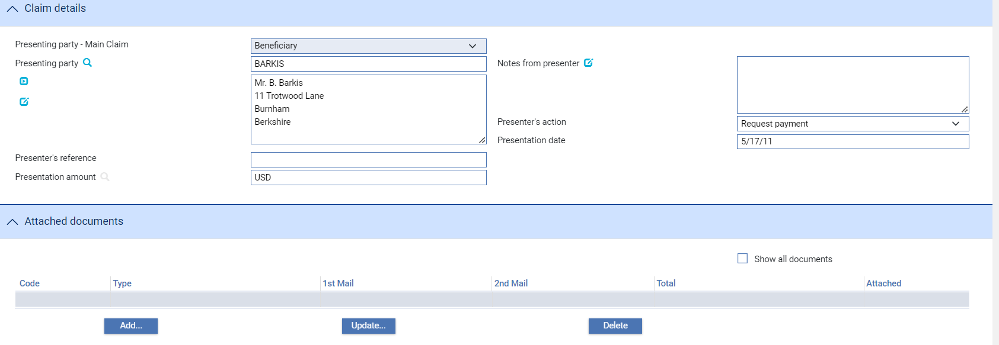 Claim details
Presenting party - Main Claim
Beneficiary
Presenting party
BARKIS
Mr. B. Barkis
11 Trotwood Lane
Burnham
Berkshire
Notes from presenter
Presenter's action
Request payment
Presentation date
5/17/11
Presenter's reference
Presentation amount
USD
Attached documents
Show all documents
Code Type 1st Mail 2nd Mail Total Attached
Add... Update... Delete